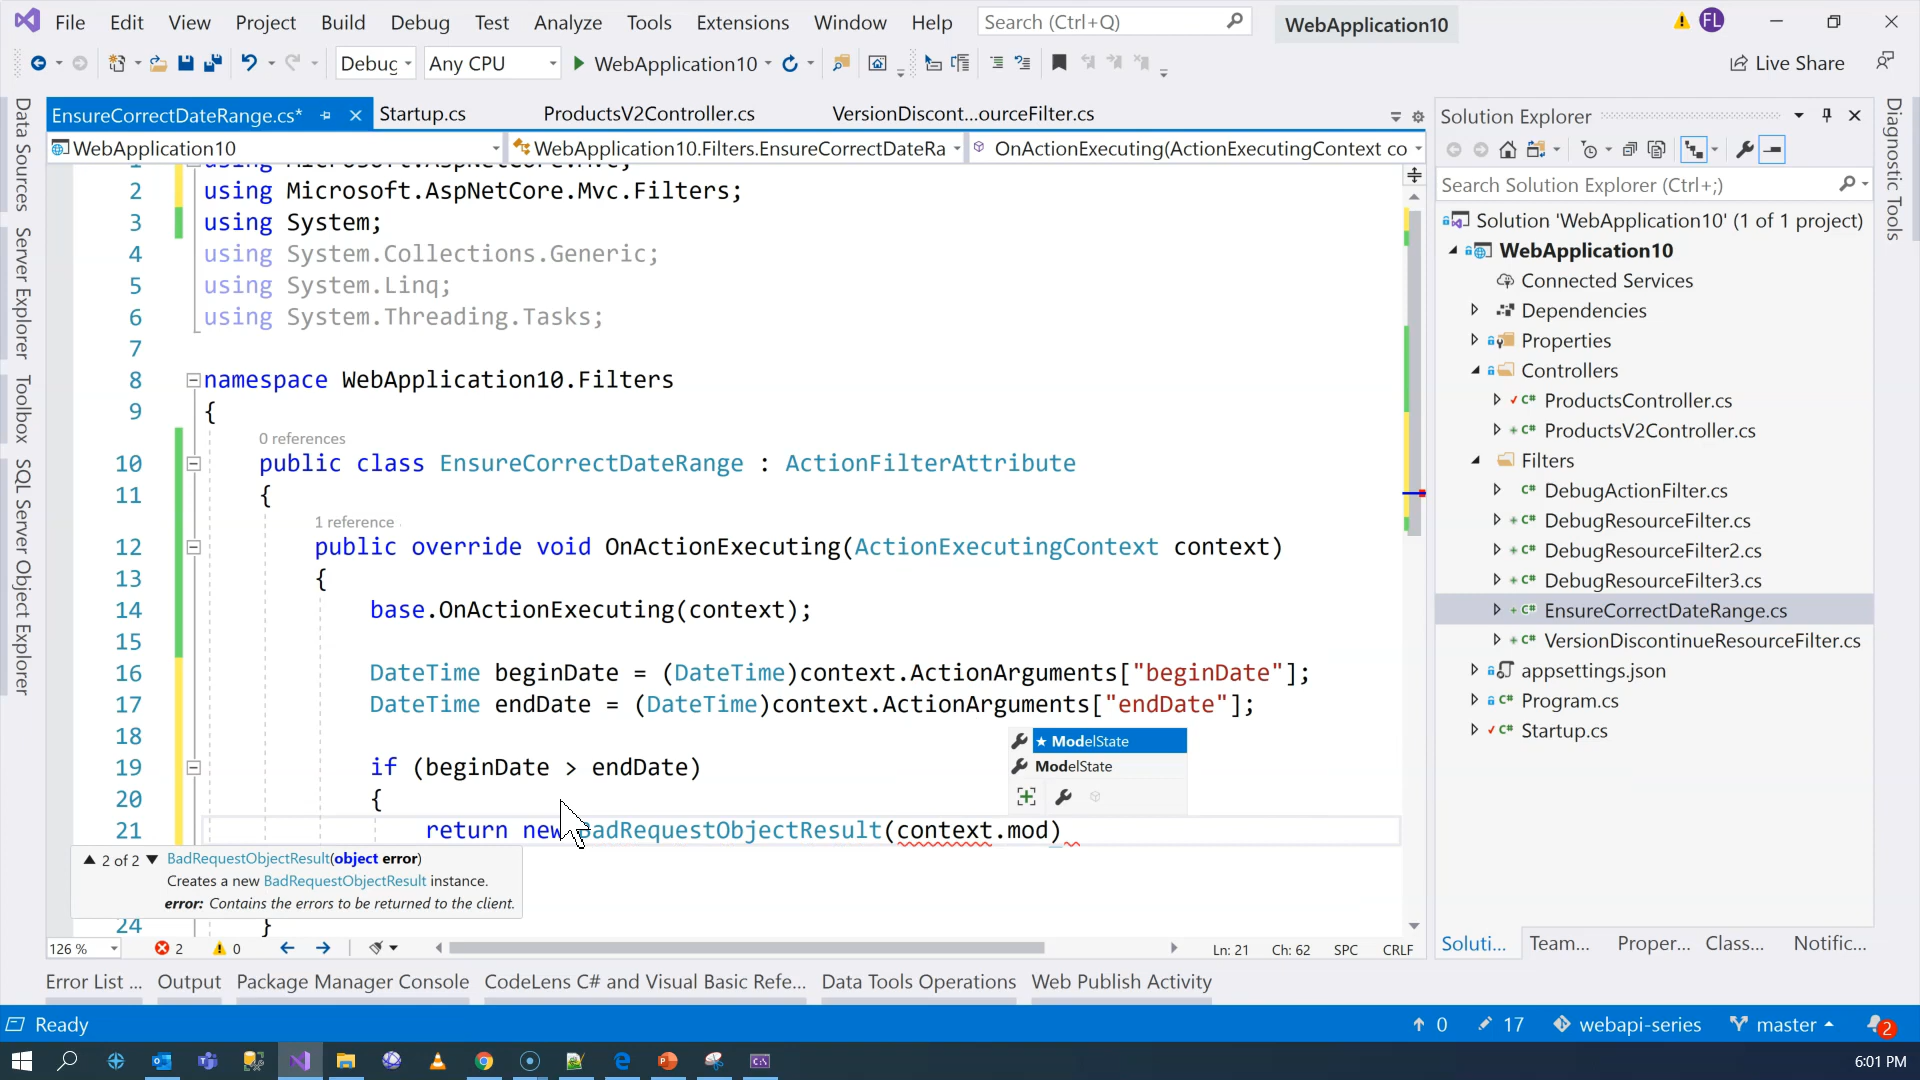 File Edit View Project Build Debug Test Analyze Tools Extensions Window Help Search (Ctrl+Q) WebApplication10 FL
Debug Any CPU WebApplication10 Live Share
EnsureCorrectDateRange.cs* Startup.cs ProductsV2Controller.cs VersionDiscont...ourceFilter.cs
WebApplication10 WebApplication10.Filters.EnsureCorrectDateRa OnActionExecuting(ActionExecutingContext co
1 using Microsoft.AspNetCore.Mvc;
2 using Microsoft.AspNetCore.Mvc.Filters;
3 using System;
4 using System.Collections.Generic;
5 using System.Linq;
6 using System.Threading.Tasks;
7
8 namespace WebApplication10.Filters
9 {
0 references
10 public class EnsureCorrectDateRange : ActionFilterAttribute
11 {
1 reference
12 public override void OnActionExecuting(ActionExecutingContext context)
13 {
14 base.OnActionExecuting(context);
15
16 DateTime beginDate = (DateTime)context.ActionArguments["beginDate"];
17 DateTime endDate = (DateTime)context.ActionArguments["endDate"];
18
★ ModelState
19 if (beginDate > endDate)
ModelState
20 {
21 return new BadRequestObjectResult(context.mod)
▲ 2 of 2 ▼ BadRequestObjectResult(object error)
Creates a new BadRequestObjectResult instance.
error: Contains the errors to be returned to the client.
24 }
126 % 2 0 Ln: 21 Ch: 62 SPC CRLF
Error List ... Output Package Manager Console CodeLens C# and Visual Basic Refe... Data Tools Operations Web Publish Activity
Data Sources
Server Explorer
Toolbox
SQL Server Object Explorer
Solution Explorer
Search Solution Explorer (Ctrl+;)
Solution 'WebApplication10' (1 of 1 project)
WebApplication10
Connected Services
Dependencies
Properties
Controllers
C# ProductsController.cs
C# ProductsV2Controller.cs
Filters
C# DebugActionFilter.cs
C# DebugResourceFilter.cs
C# DebugResourceFilter2.cs
C# DebugResourceFilter3.cs
C# EnsureCorrectDateRange.cs
C# VersionDiscontinueResourceFilter.cs
appsettings.json
C# Program.cs
C# Startup.cs
Soluti... Team... Proper... Class... Notific...
Diagnostic Tools
Ready 0 17 webapi-series master 2
6:01 PM